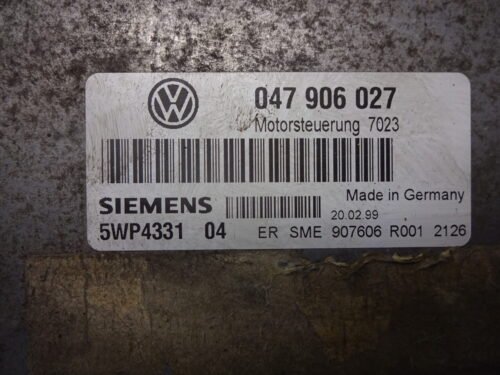 047 906 027
Motorsteuerung 7023
Made in Germany
SIEMENS
20.02.99
5WP4331 04 ER SME 907606 R001 2126